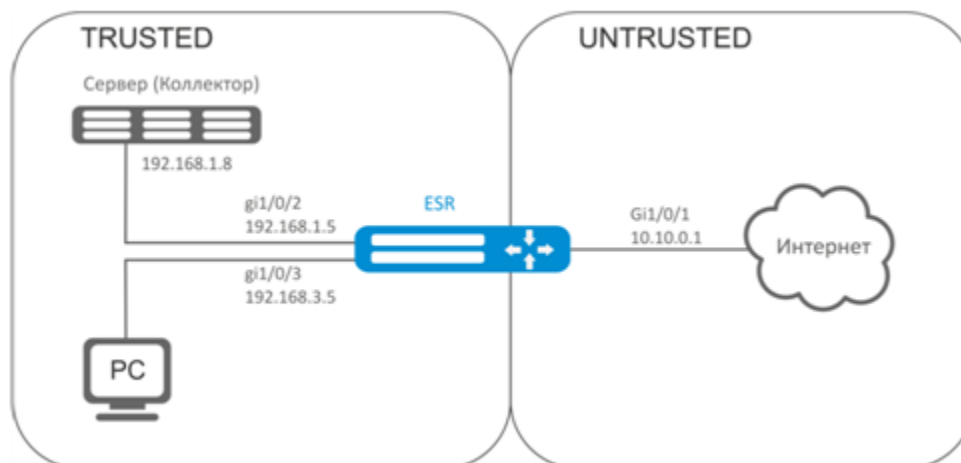 TRUSTED
UNTRUSTED
Сервер (Коллектор)
192.168.1.8
gi1/0/2
192.168.1.5
ESR
Gi1/0/1
10.10.0.1
Интернет
gi1/0/3
192.168.3.5
PC